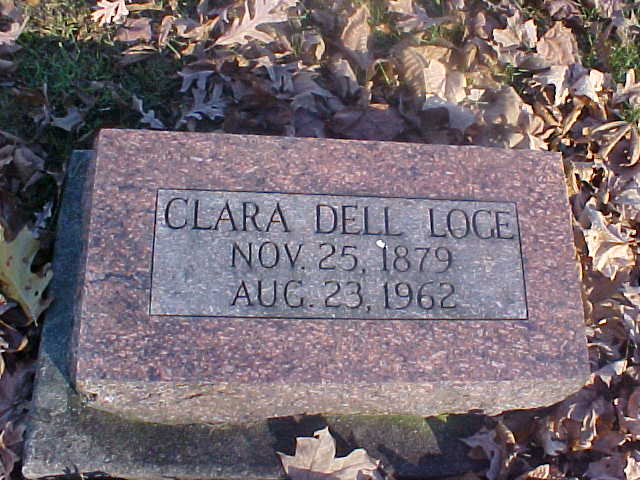 CLARA DELL LOGE
NOV. 25, 1879
AUG. 23, 1962